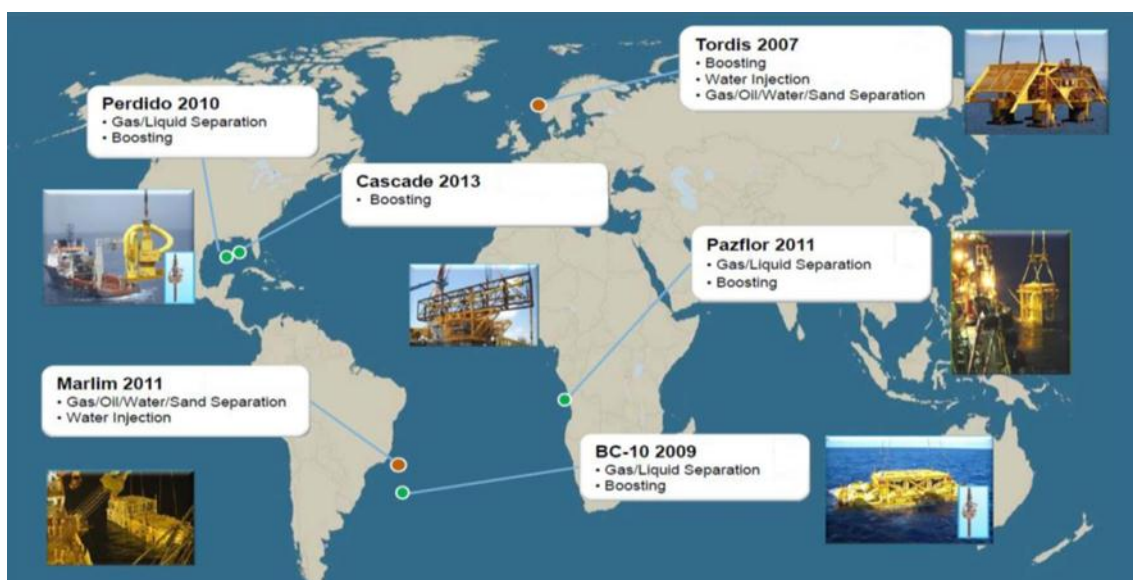 Tordis 2007
• Boosting
• Water Injection
• Gas/Oil/Water/Sand Separation
Perdido 2010
• Gas/Liquid Separation
• Boosting
Cascade 2013
• Boosting
Pazflor 2011
• Gas/Liquid Separation
• Boosting
Marlim 2011
• Gas/Oil/Water/Sand Separation
• Water Injection
BC-10 2009
• Gas/Liquid Separation
• Boosting